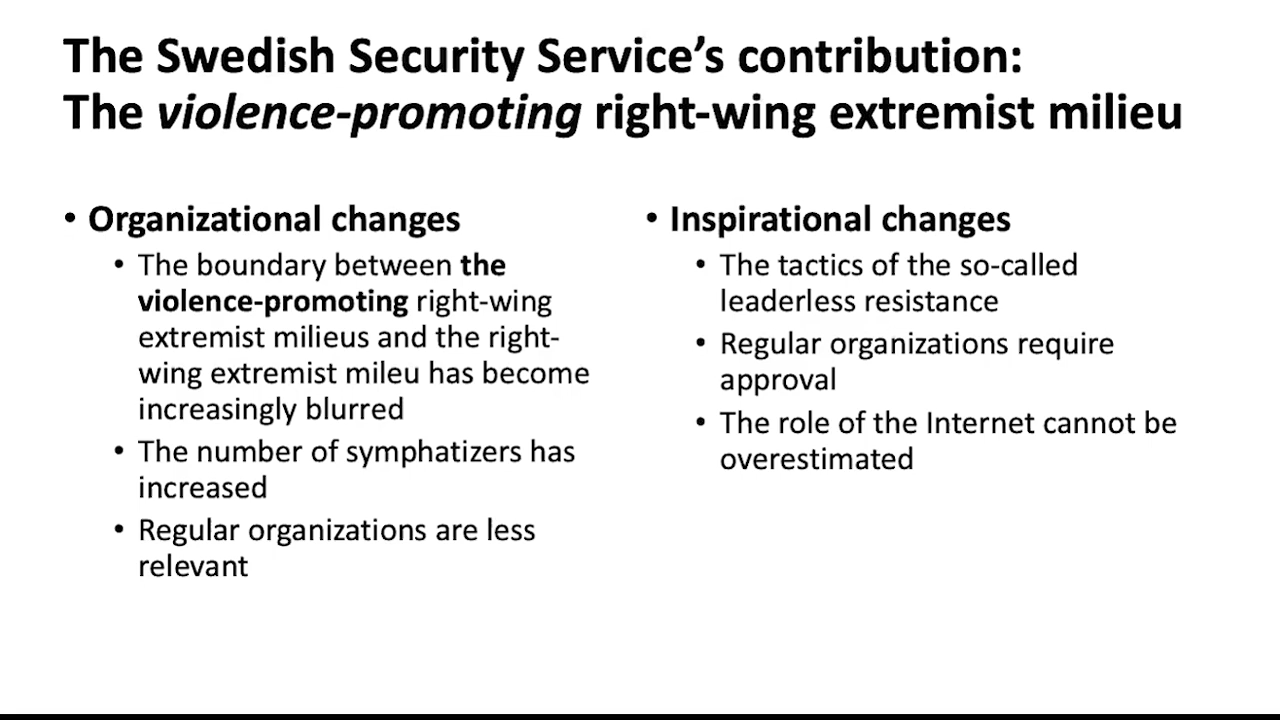 The Swedish Security Service’s contribution:
The violence-promoting right-wing extremist milieu
• Organizational changes
• The boundary between the
violence-promoting right-wing
extremist milieus and the right-
wing extremist mileu has become
increasingly blurred
• The number of symphatizers has
increased
• Regular organizations are less
relevant
• Inspirational changes
• The tactics of the so-called
leaderless resistance
• Regular organizations require
approval
• The role of the Internet cannot be
overestimated